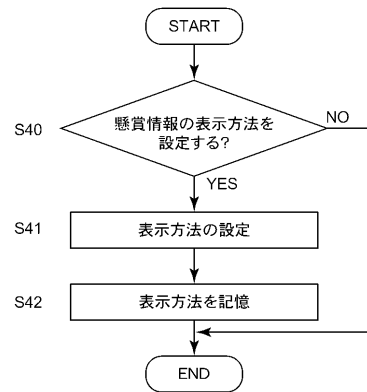 START
S40
懸賞情報の表示方法を
設定する?
NO
YES
S41
表示方法の設定
S42
表示方法を記憶
END